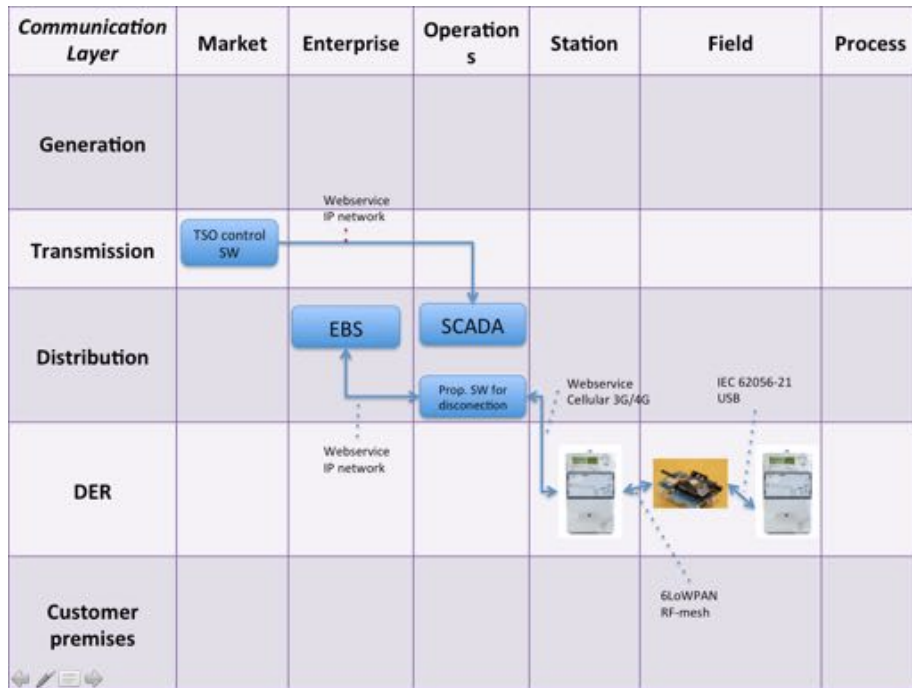 Communication
Layer
Market
Enterprise
Operation
s
Station
Field
Process
Generation
Webservice
IP network
Transmission
TSO control
SW
Distribution
EBS
SCADA
Prop. SW for
disconection
Webservice
Cellular 3G/4G
IEC 62056-21
USB
Webservice
IP network
DER
6LoWPAN
RF-mesh
Customer
premises